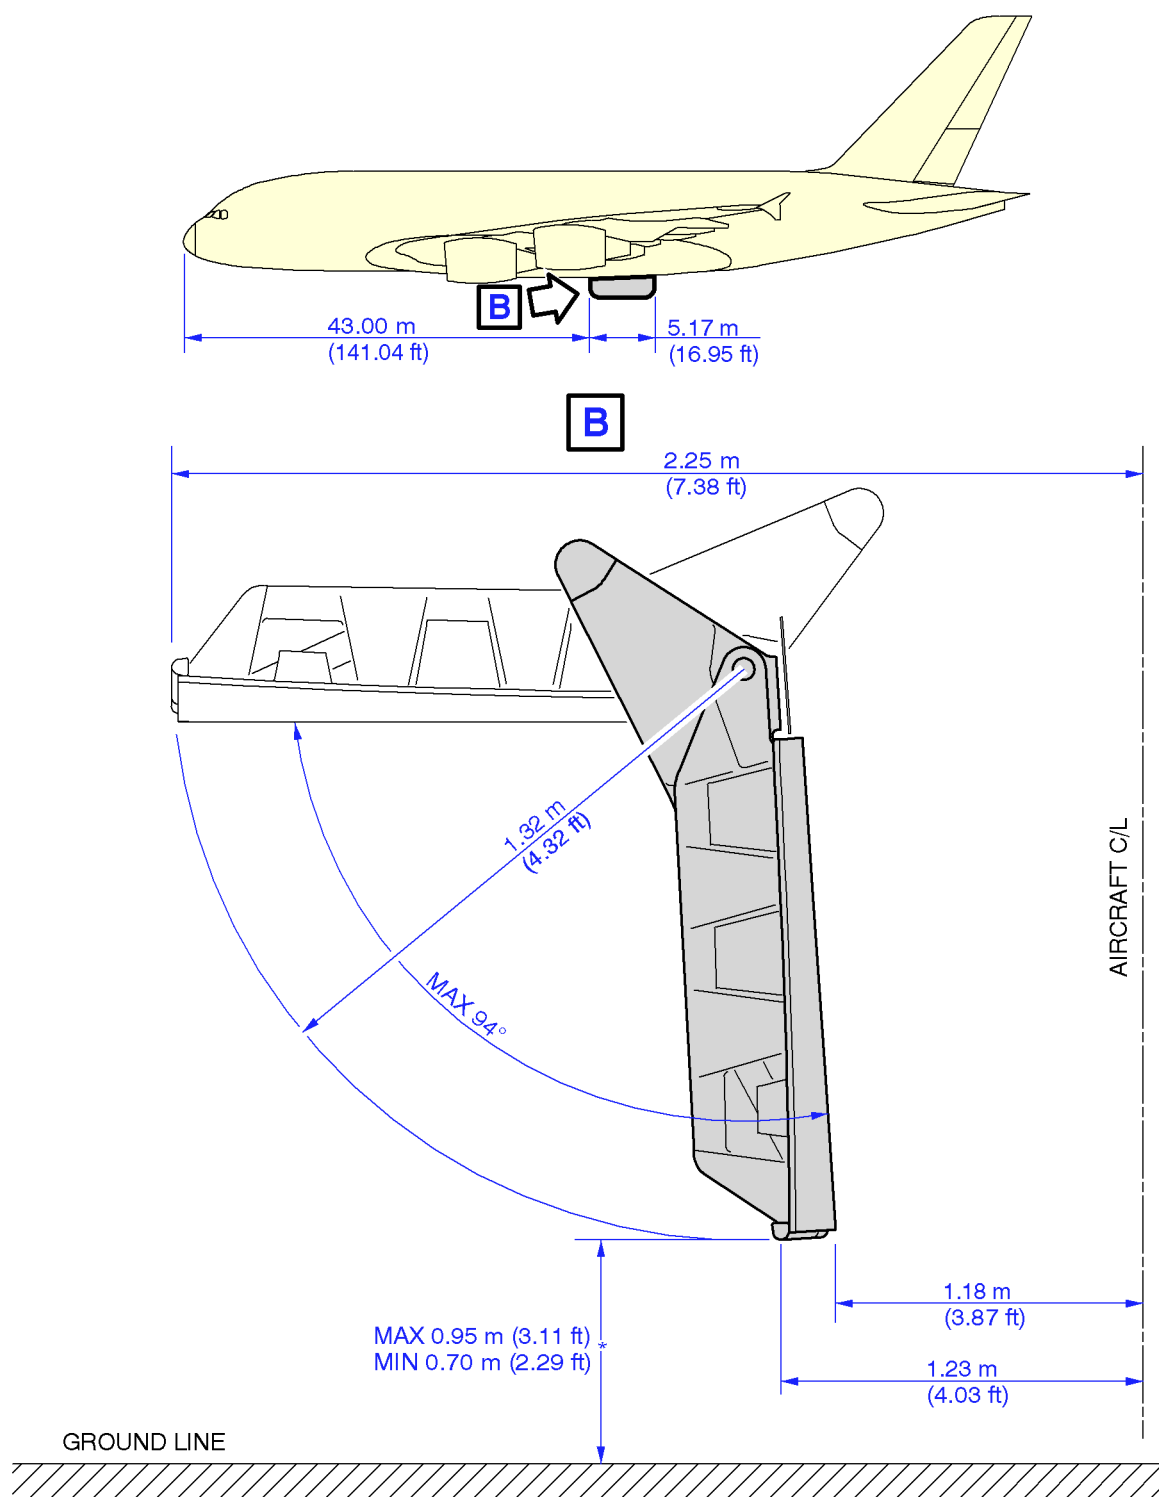 B
43.00 m
(141.04 ft)
5.17 m
(16.95 ft)
B
2.25 m
(7.38 ft)
1.32 m
(4.32 ft)
AIRCRAFT C/L
MAX 94°
1.18 m
(3.87 ft)
MAX 0.95 m (3.11 ft)
MIN 0.70 m (2.29 ft)
*
1.23 m
(4.03 ft)
GROUND LINE